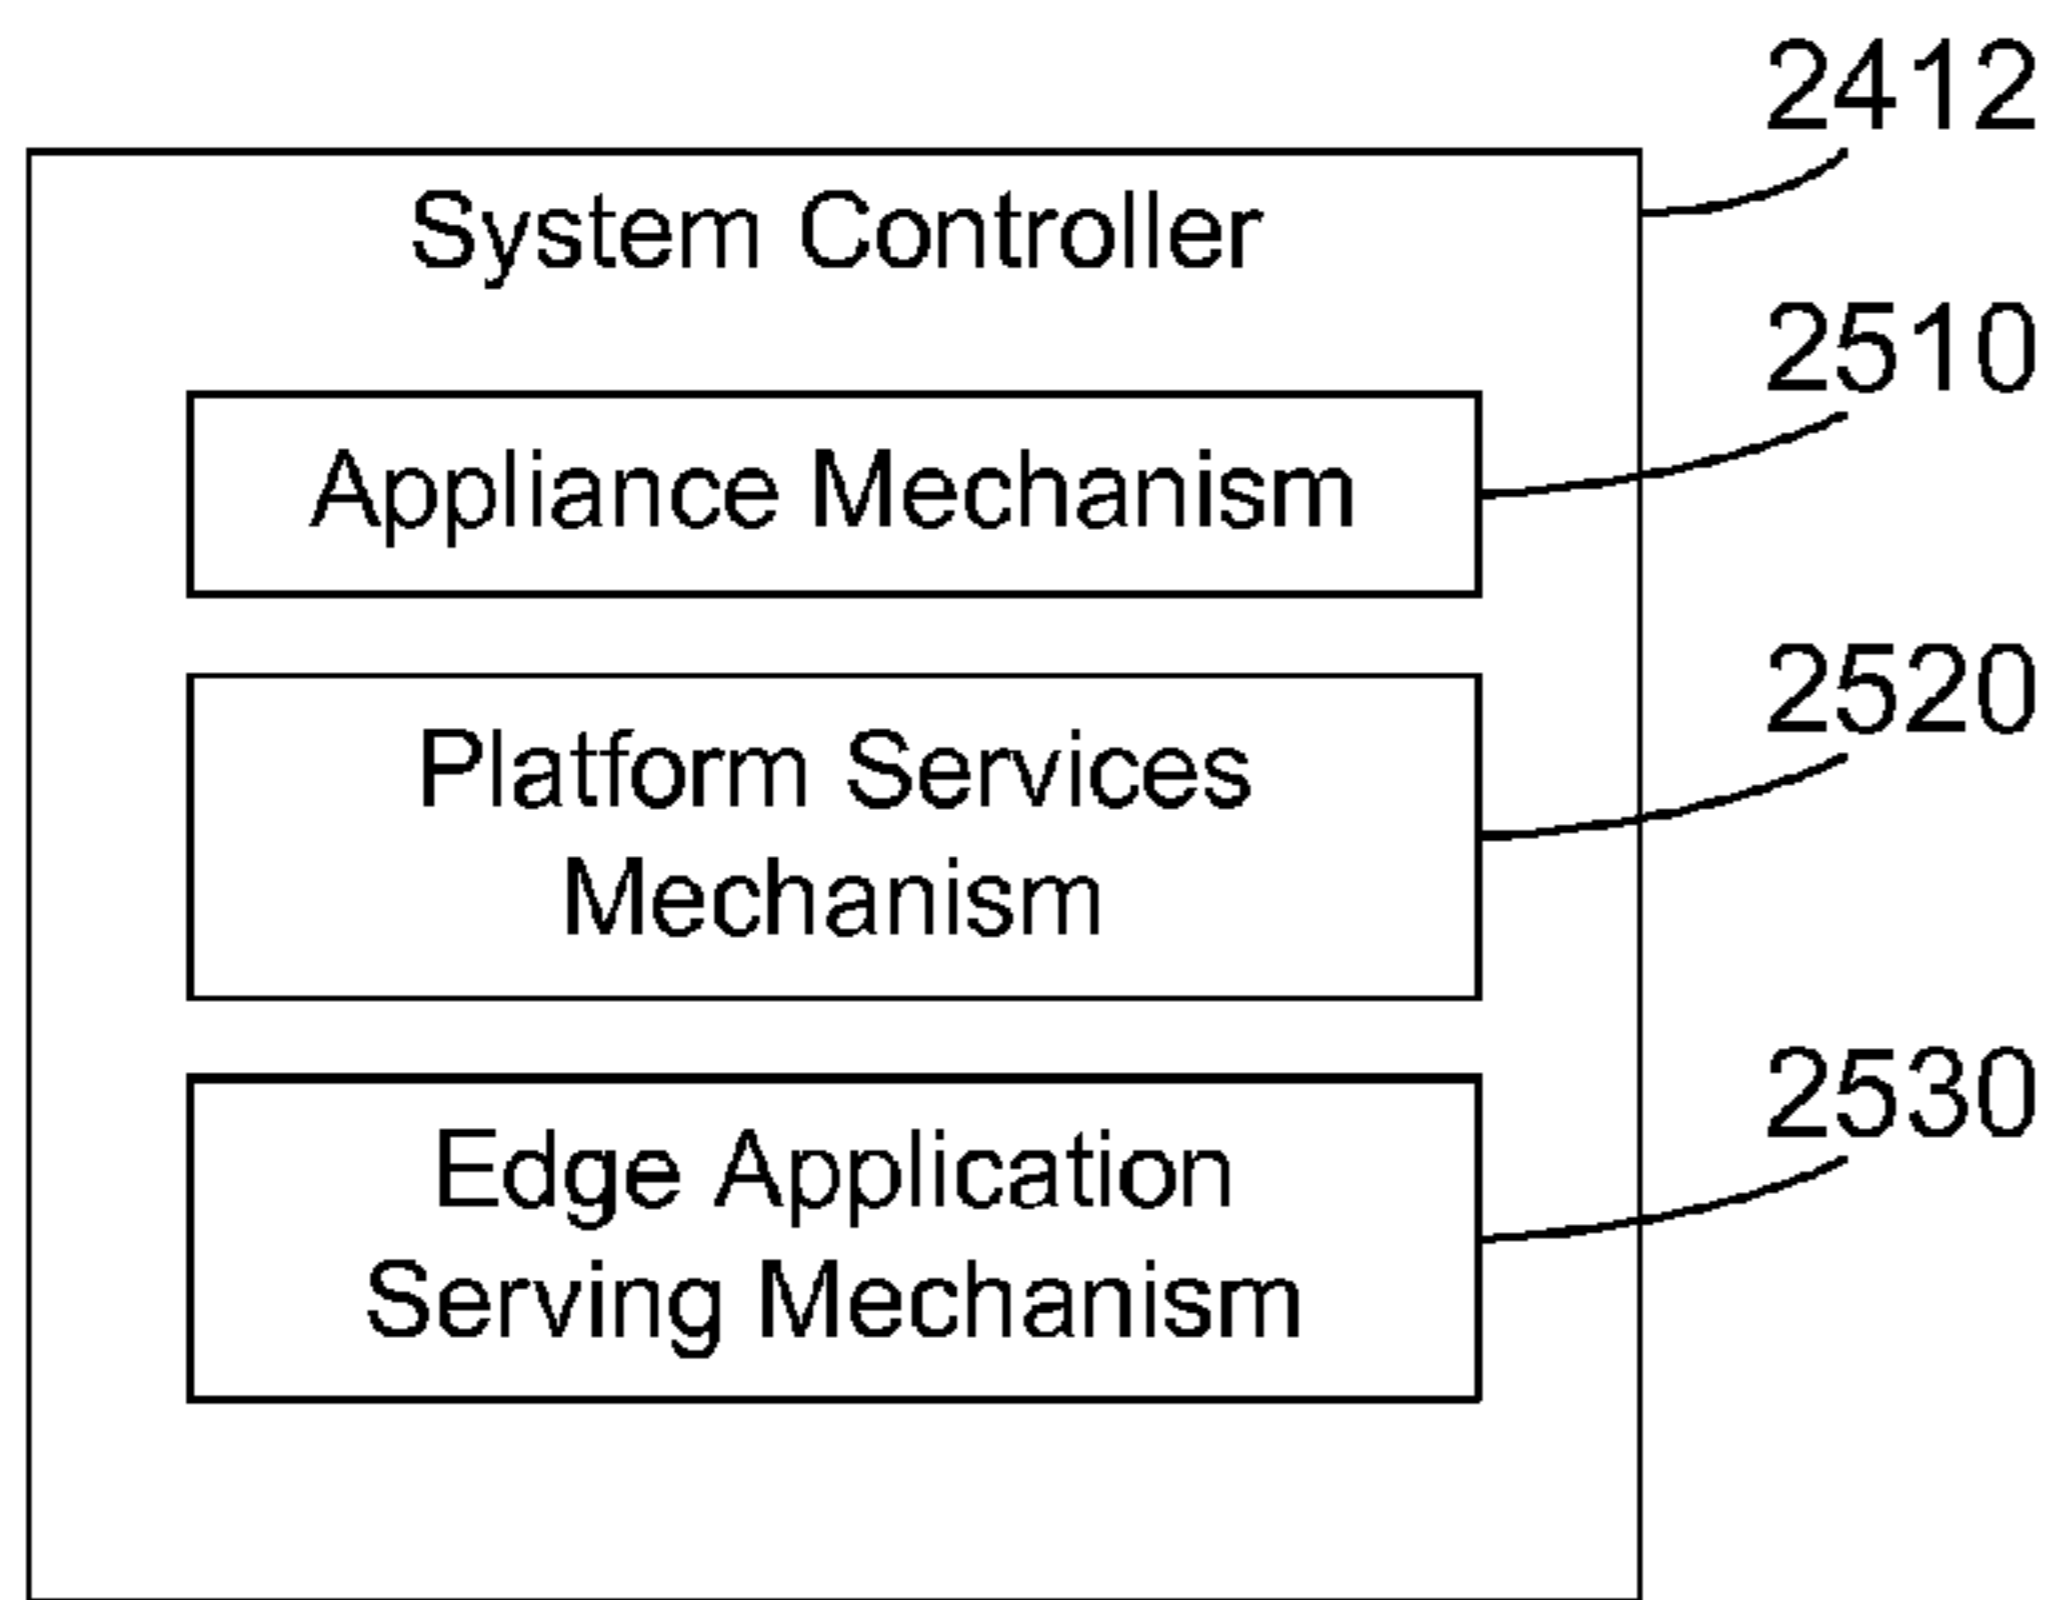 2412
System Controller
2510
Appliance Mechanism
2520
Platform Services
Mechanism
2530
Edge Application
Serving Mechanism